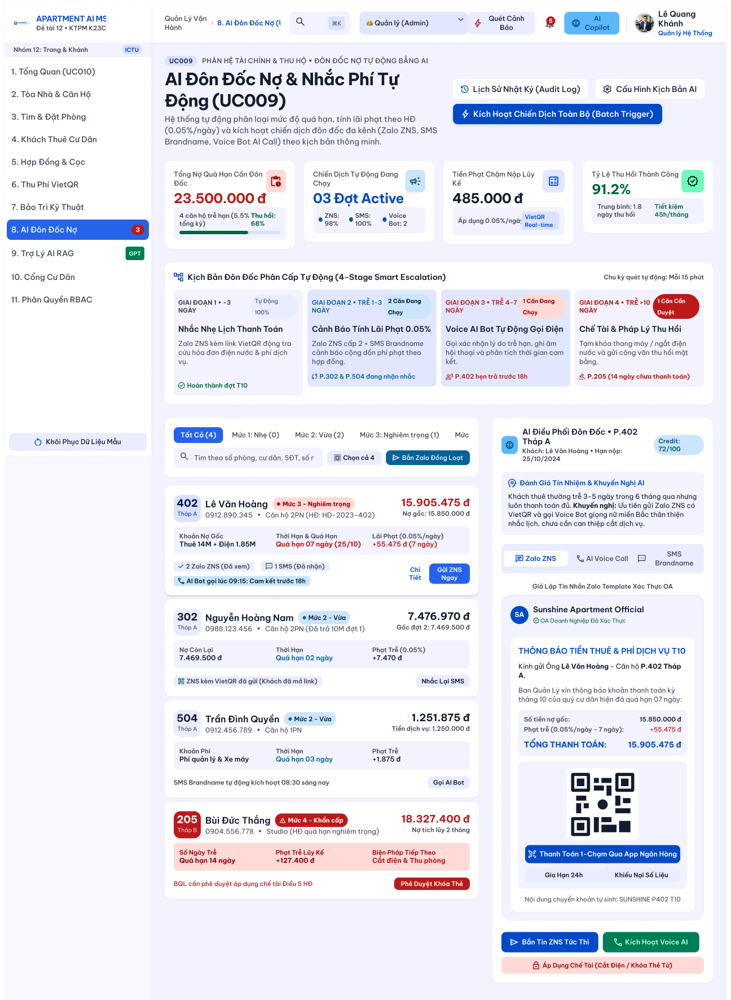 APARTMENT AI MS
Đề tài 12 • KTPM K23C
Nhóm 12: Trang & Khánh
ICTU
1. Tổng Quan (UC010)
2. Tòa Nhà & Căn Hộ
3. Tìm & Đặt Phòng
4. Khách Thuê Cư Dân
5. Hợp Đồng & Cọc
6. Thu Phí VietQR
7. Bảo Trì Kỹ Thuật
8. AI Đôn Đốc Nợ
3
9. Trợ Lý AI RAG
GPT
10. Cổng Cư Dân
11. Phân Quyền RBAC
Khôi Phục Dữ Liệu Mẫu
Quản Lý Vận Hành
8. AI Đôn Đốc Nợ (U
⌘K
Quản lý (Admin)
Quét Cảnh Báo
5
AI Copilot
Lê Quang Khánh
Quản lý Hệ Thống
UC009
PHÂN HỆ TÀI CHÍNH & THU HỘ • ĐÔN ĐỐC NỢ TỰ ĐỘNG BẰNG AI
AI Đôn Đốc Nợ & Nhắc Phí Tự
Động (UC009)
Hệ thống tự động phân loại mức độ quá hạn, tính lãi phạt theo HĐ
(0.05%/ngày) và kích hoạt chiến dịch đôn đốc đa kênh (Zalo ZNS, SMS
Brandname, Voice Bot AI Call) theo kịch bản thông minh.
Lịch Sử Nhật Ký (Audit Log)
Cấu Hình Kịch Bản AI
Kích Hoạt Chiến Dịch Toàn Bộ (Batch Trigger)
Tổng Nợ Quá Hạn Cần Đôn
Đốc
23.500.000 đ
4 căn hộ trễ hạn (5.5%
tổng kỳ)
Thu hồi:
68%
Chiến Dịch Tự Động Đang
Chạy
03 Đợt Active
ZNS:
98%
SMS:
100%
Voice
Bot: 2
Tiền Phạt Chậm Nộp Lũy
Kế
485.000 đ
Áp dụng 0.05%/ngày
VietQR
Real-time
Tỷ Lệ Thu Hồi Thành Công
91.2%
Trung bình: 1.8
ngày thu hồi
Tiết kiệm
45h/tháng
Kịch Bản Đôn Đốc Phân Cấp Tự Động (4-Stage Smart Escalation)
Chu kỳ quét tự động: Mỗi 15 phút
GIAI ĐOẠN 1 • -3
NGÀY
Tự Động
100%
Nhắc Nhẹ Lịch Thanh Toán
Zalo ZNS kèm link VietQR động tra
cứu hóa đơn điện nước & phí dịch
vụ.
Hoàn thành đợt T10
GIAI ĐOẠN 2 • TRỄ 1-3
NGÀY
2 Căn Đang
Chạy
Cảnh Báo Tính Lãi Phạt 0.05%
Zalo ZNS cấp 2 + SMS Brandname
cảnh báo cộng dồn phí phạt theo
hợp đồng.
P.302 & P.504 đang nhận nhắc
GIAI ĐOẠN 3 • TRỄ 4-7
NGÀY
1 Căn Đang
Chạy
Voice AI Bot Tự Động Gọi Điện
Gọi xác nhận lý do trễ hạn, ghi âm
hội thoại và phân tích thời gian cam
kết.
P.402 hẹn trả trước 18h
GIAI ĐOẠN 4 • TRỄ >10
NGÀY
1 Căn Cần
Duyệt
Chế Tài & Pháp Lý Thu Hồi
Tạm khóa thang máy / ngắt điện
nước và gửi công văn thu hồi mặt
bằng.
P.205 (14 ngày chưa thanh toán)
Tất Cả (4)
Mức 1: Nhẹ (0)
Mức 2: Vừa (2)
Mức 3: Nghiêm trọng (1)
Mức
Tìm theo số phòng, cư dân, SĐT, số r
Chọn cả 4
Bắn Zalo Đồng Loạt
402
Tháp A
Lê Văn Hoàng
Mức 3 - Nghiêm trọng
0912.890.345 • Căn hộ 2PN (HĐ: HD-2023-402)
15.905.475 đ
Nợ gốc: 15.850.000 đ
Khoản Nợ Gốc
Thuê 14M + Điện 1.85M
Thời Hạn & Quá Hạn
Quá hạn 07 ngày (25/10)
Lãi Phạt (0.05%/ngày)
+55.475 đ (7 ngày)
2 Zalo ZNS (Đã xem)
1 SMS (Đã nhận)
AI Bot gọi lúc 09:15: Cam kết trước 18h
Chi
Tiết
Gửi ZNS
Ngay
302
Tháp A
Nguyễn Hoàng Nam
Mức 2 - Vừa
0988.123.456 • Căn hộ 2PN (Đã trả 10M đợt 1)
7.476.970 đ
Gốc đợt 2: 7.469.500 đ
Nợ Còn Lại
7.469.500 đ
Thời Hạn
Quá hạn 02 ngày
Phạt Trễ (0.05%)
+7.470 đ
ZNS kèm VietQR đã gửi (Khách đã mở link)
Nhắc Lại SMS
504
Tháp A
Trần Đình Quyền
Mức 2 - Vừa
0912.456.789 • Căn hộ 1PN
1.251.875 đ
Tiền dịch vụ: 1.250.000 đ
Khoản Phí
Phí quản lý & Xe máy
Thời Hạn
Quá hạn 03 ngày
Phạt Trễ
+1.875 đ
SMS Brandname tự động kích hoạt 08:30 sáng nay
Gọi AI Bot
205
Tháp B
Bùi Đức Thắng
Mức 4 - Khẩn cấp
0904.556.778 • Studio (HĐ quá hạn nghiêm trọng)
18.327.400 đ
Nợ tích lũy 2 tháng
Số Ngày Trễ
Quá hạn 14 ngày
Phạt Trễ Lũy Kế
+127.400 đ
Biện Pháp Tiếp Theo
Cắt điện & Thu phòng
BQL cần phê duyệt áp dụng chế tài Điều 5 HĐ
Phê Duyệt Khóa Thẻ
AI Điều Phối Đôn Đốc • P.402
Tháp A
Khách: Lê Văn Hoàng • Hạn nộp:
25/10/2024
Credit:
72/100
Đánh Giá Tín Nhiệm & Khuyến Nghị AI
Khách thuê thường trễ 3-5 ngày trong 6 tháng qua nhưng
luôn thanh toán đủ. Khuyến nghị: Ưu tiên gửi Zalo ZNS có
VietQR và gọi Voice Bot giọng nữ miền Bắc thân thiện
nhắc lịch, chưa cần can thiệp cắt dịch vụ.
Zalo ZNS
AI Voice Call
SMS
Brandname
Giả Lập Tin Nhắn Zalo Template Xác Thực OA
SA
Sunshine Apartment Official
OA Doanh Nghiệp Đã Xác Thực
THÔNG BÁO TIỀN THUÊ & PHÍ DỊCH VỤ T10
Kính gửi Ông Lê Văn Hoàng - Căn hộ P.402 Tháp
A,
Ban Quản Lý xin thông báo khoản thanh toán kỳ
tháng 10 của quý cư dân hiện đã quá hạn 07 ngày:
Số tiền nợ gốc:
15.850.000 đ
Phạt trễ (0.05%/ngày - 7 ngày):
+55.475 đ
TỔNG THANH TOÁN:
15.905.475 đ
Thanh Toán 1-Chạm Qua App Ngân Hàng
Gia Hạn 24h
Khiếu Nại Số Liệu
Nội dung chuyển khoản tự sinh: SUNSHINE P402 T10
Bắn Tin ZNS Tức Thì
Kích Hoạt Voice AI
Áp Dụng Chế Tài (Cắt Điện / Khóa Thẻ Từ)